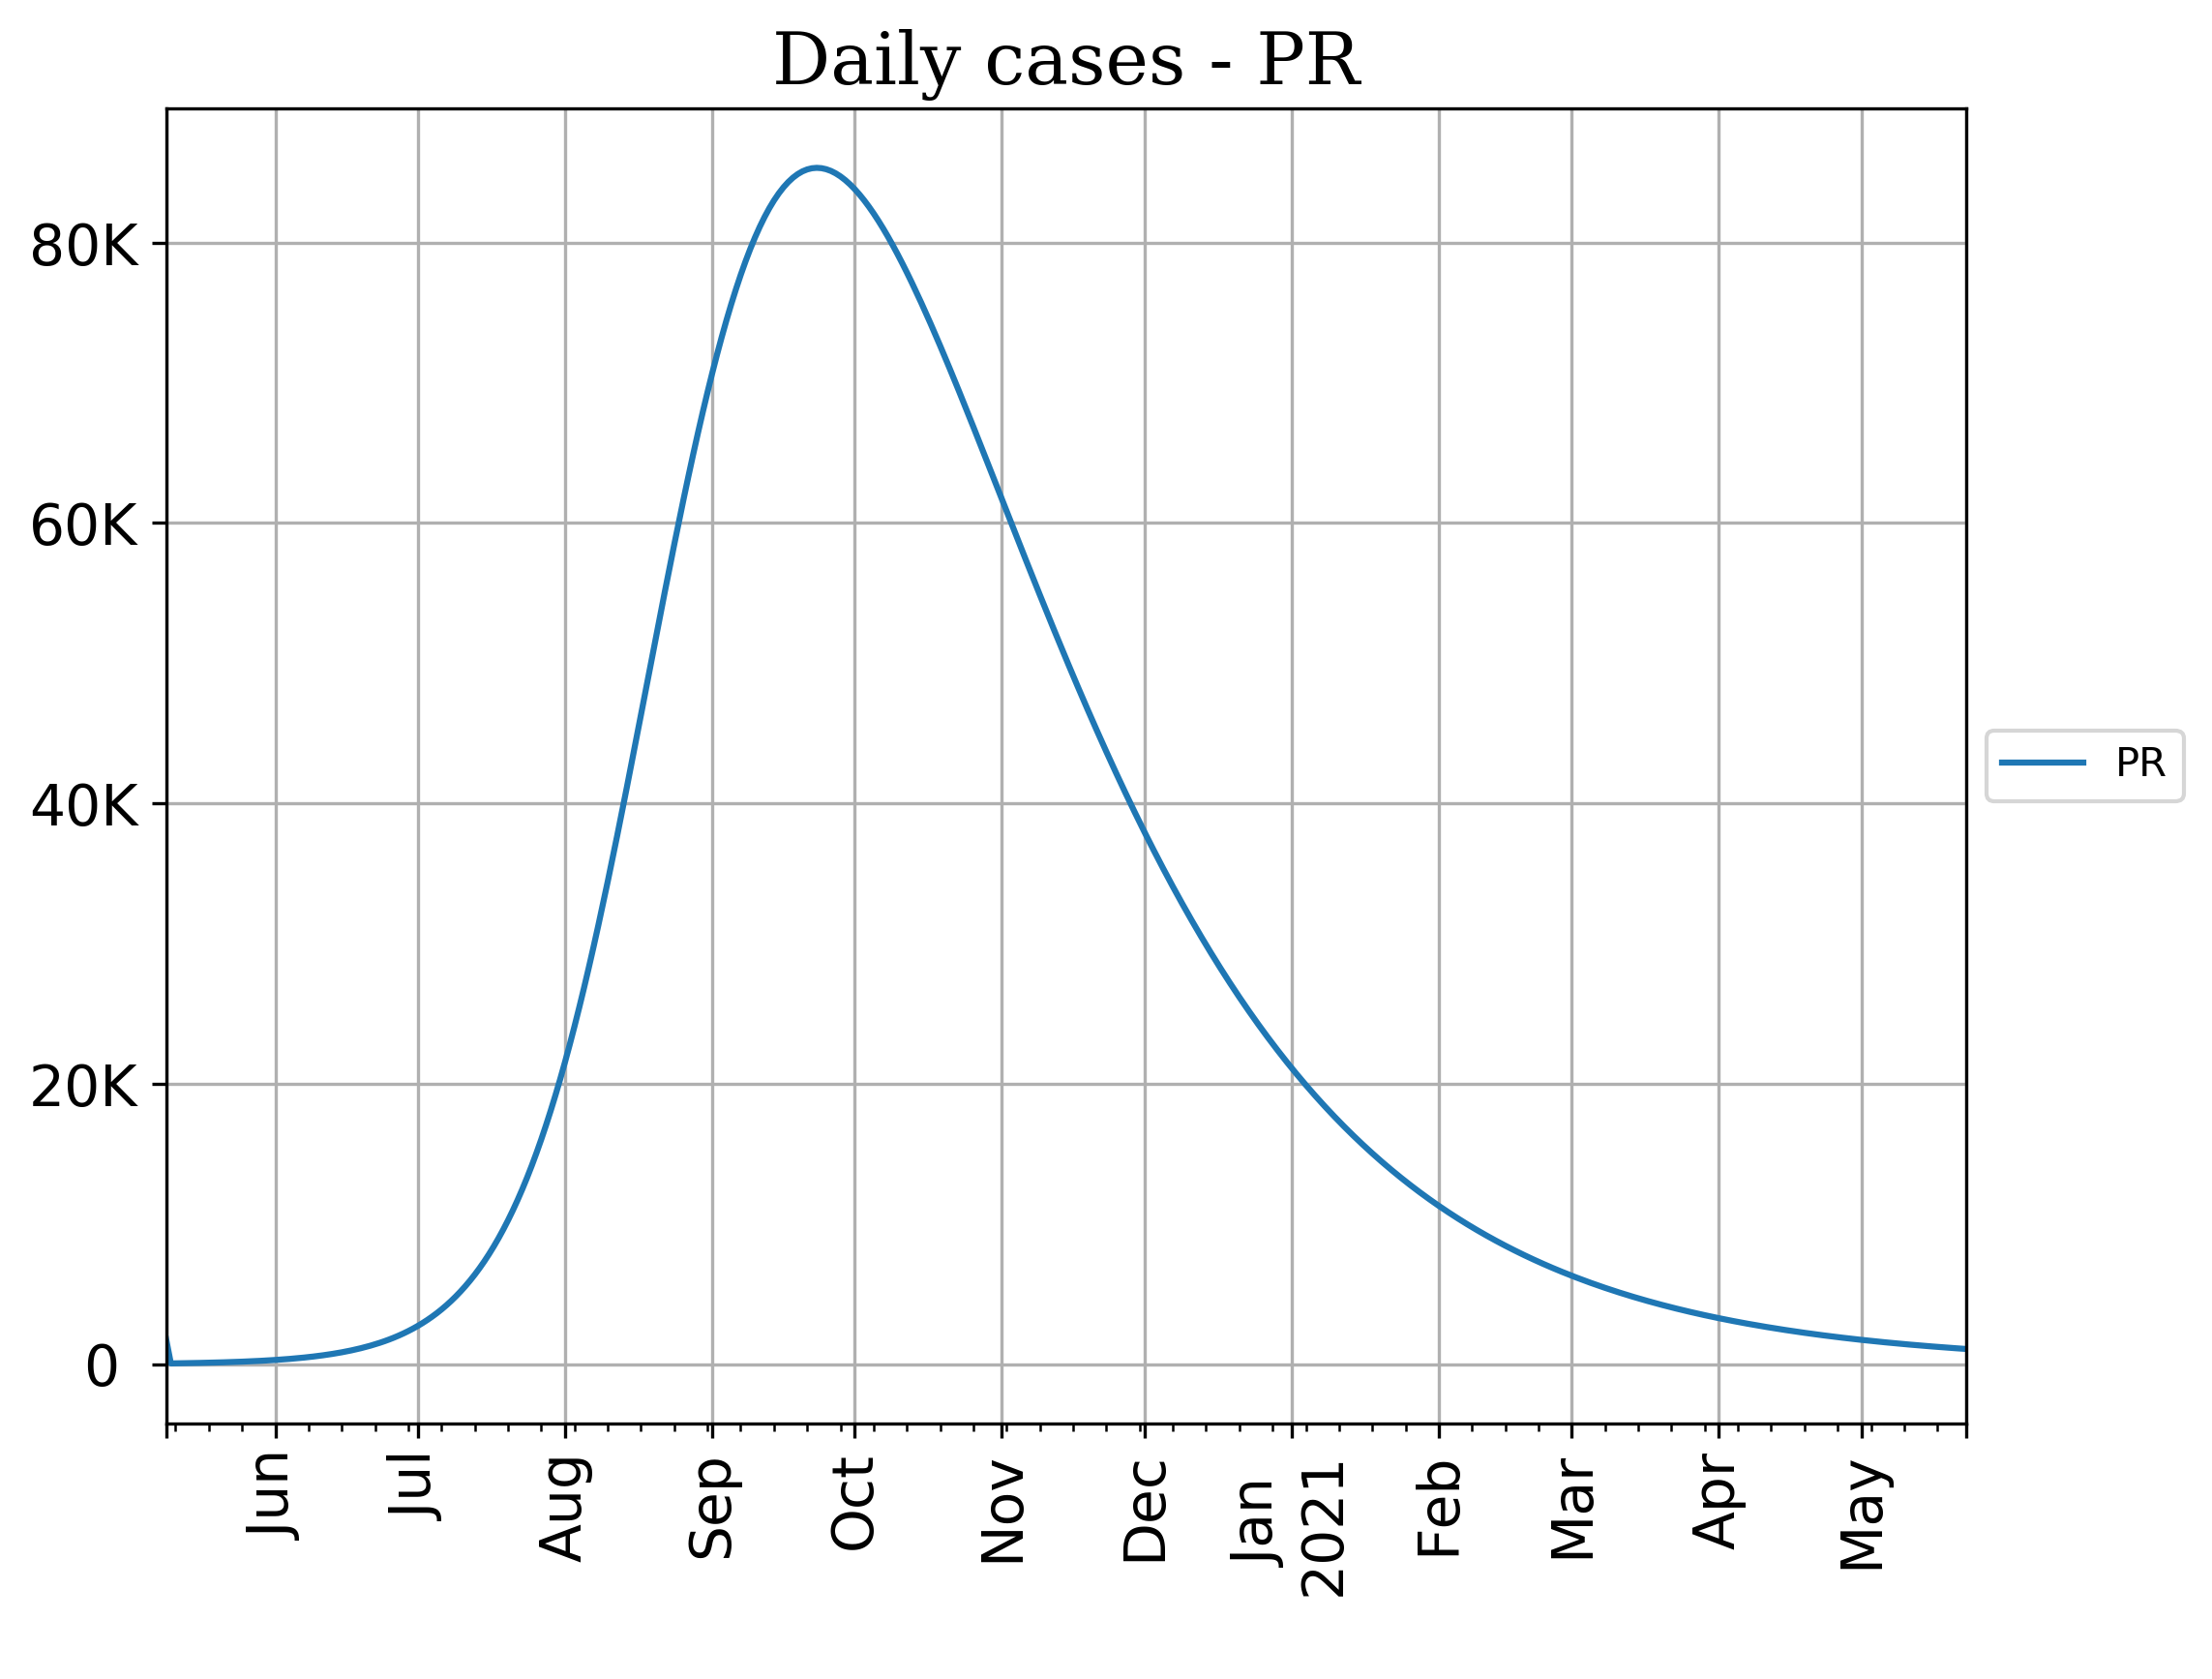 Daily cases - PR
80K
60K
40K
20K
0
PR
Jun
Jul
Aug
Sep
Oct
Nov
Dec
Jan
2021
Feb
Mar
Apr
May